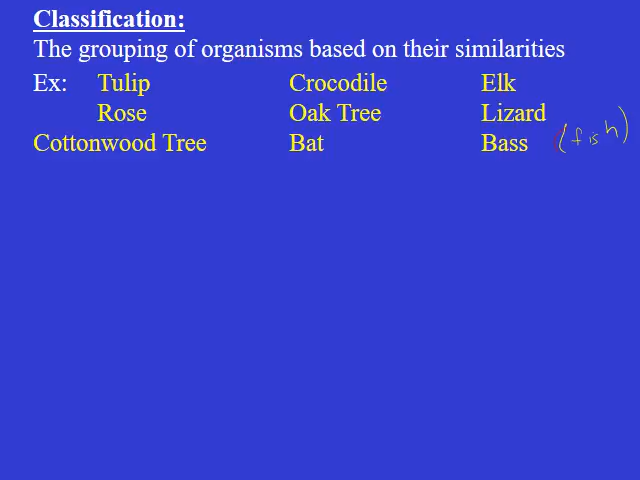 Classification:
The grouping of organisms based on their similarities
Ex: Tulip Crocodile Elk
Rose Oak Tree Lizard
Cottonwood Tree Bat Bass (fish)